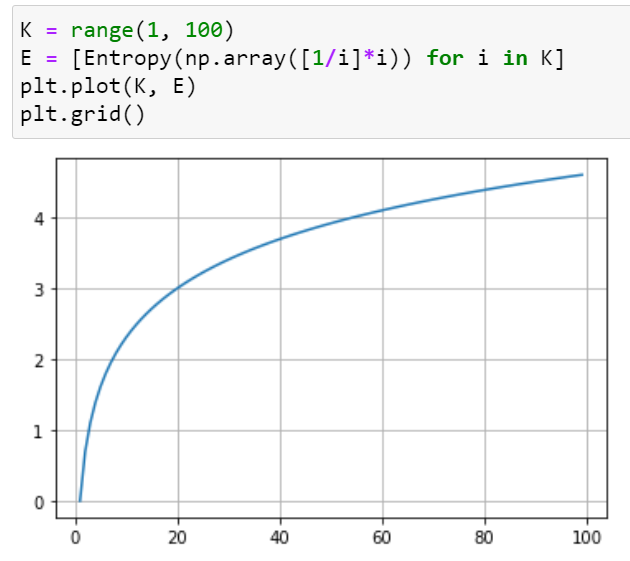 K = range(1, 100)
E = [Entropy(np.array([1/i]*i)) for i in K]
plt.plot(K, E)
plt.grid()
4
3
2
1
0
0 20 40 60 80 100